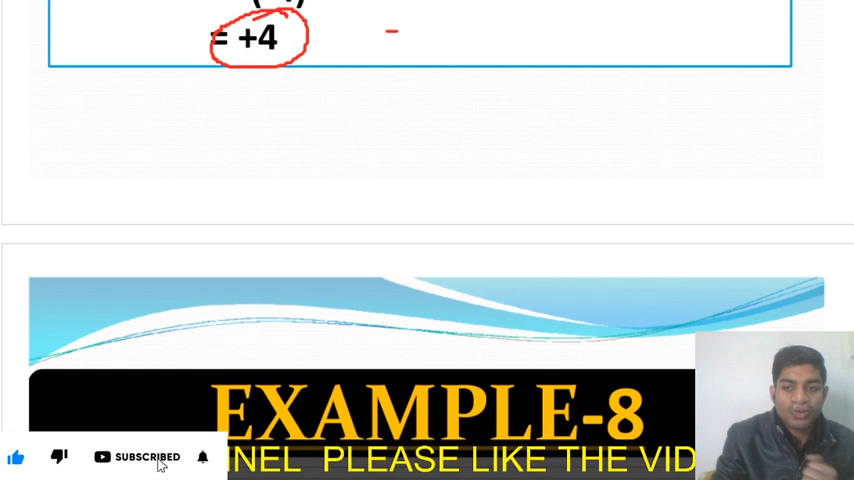 = +4
EXAMPLE-8
SUBSCRIBED
NEL PLEASE LIKE THE VID